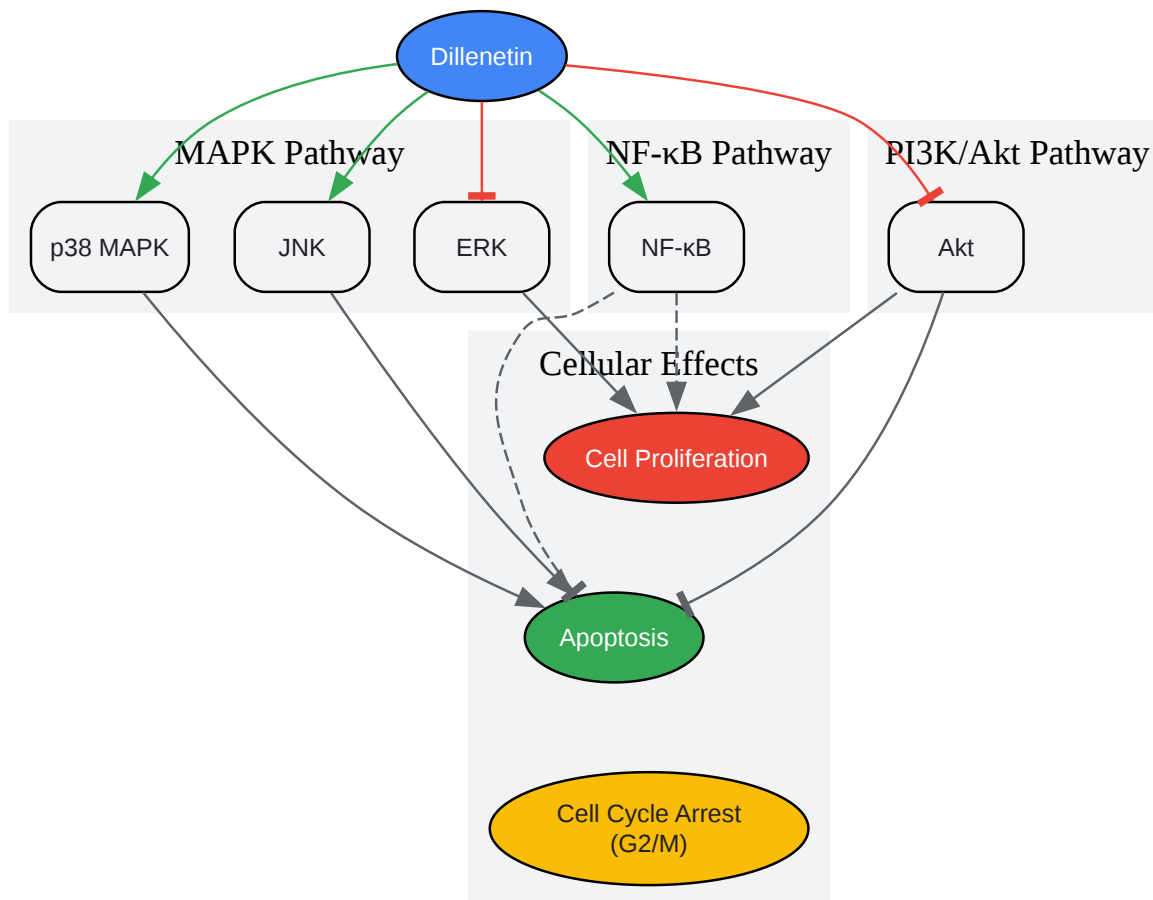 Dillenetin
MAPK Pathway
NF-κB Pathway
PI3K/Akt Pathway
p38 MAPK
JNK
ERK
NF-κB
Akt
Cellular Effects
Cell Proliferation
Apoptosis
Cell Cycle Arrest
(G2/M)